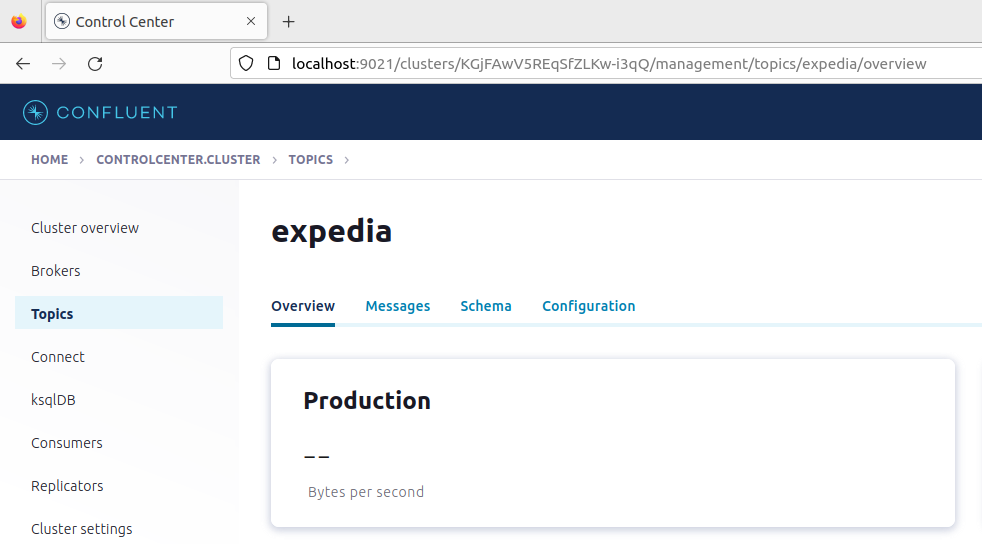 Control Center
localhost:9021/clusters/KGjFAwV5REqSfZLKw-i3qQ/management/topics/expedia/overview
CONFLUENT
HOME > CONTROLCENTER.CLUSTER > TOPICS >
Cluster overview
Brokers
Topics
Connect
ksqlDB
Consumers
Replicators
Cluster settings
expedia
Overview Messages Schema Configuration
Production
--
Bytes per second